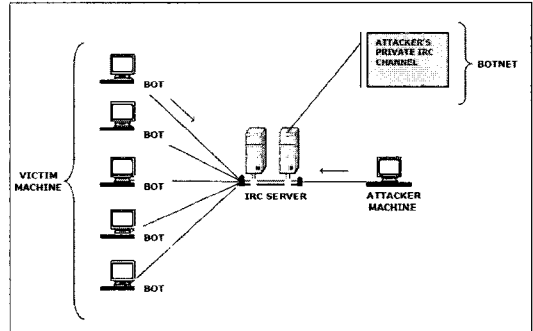 ATTACKER'S
PRIVATE IRC
CHANNEL
BOTNET
BOT
BOT
BOT
BOT
BOT
VICTIM
MACHINE
IRC SERVER
ATTACKER
MACHINE